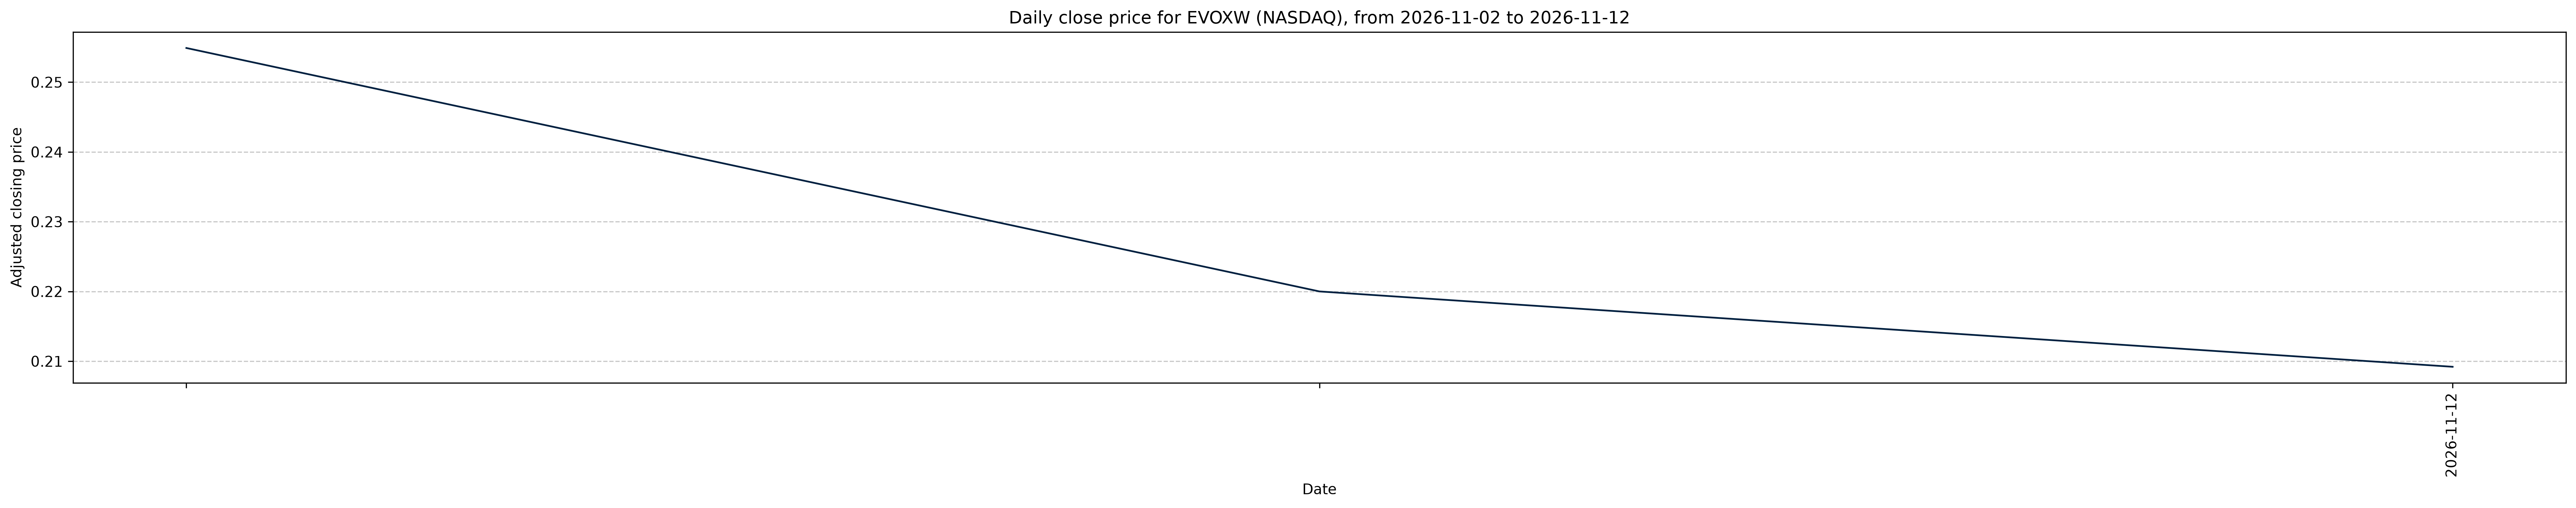 Daily close price for EVOXW (NASDAQ), from 2026-11-02 to 2026-11-12
Adjusted closing price
0.25
0.24
0.23
0.22
0.21
2026-11-12
Date